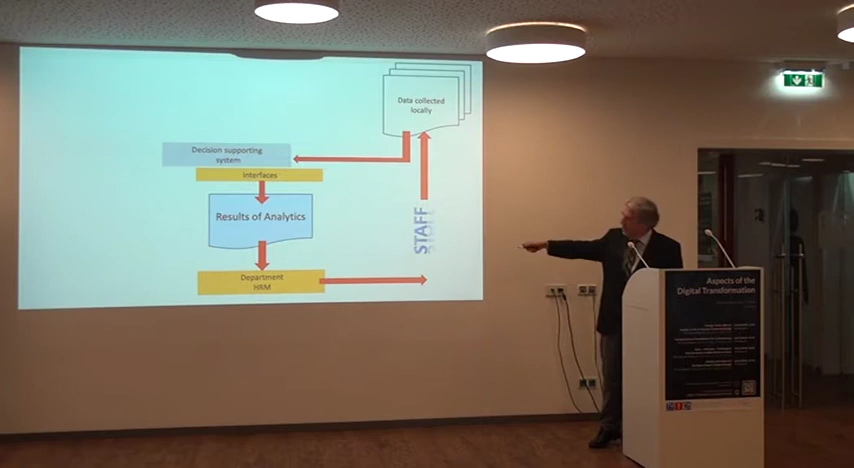 Data collected
locally
Decision supporting
system
Interfaces
Results of Analytics
STAFF
Department
HRM
Aspects of the
Digital Transformation